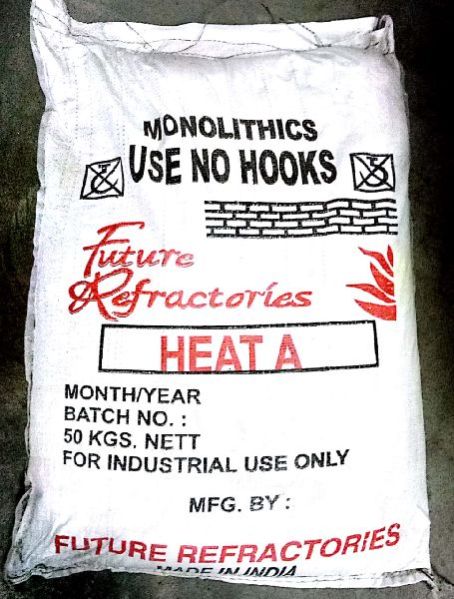 MONOLITHICS
USE NO HOOKS
Future
Refractories
HEAT A
MONTH/YEAR
BATCH NO. :
50 KGS. NETT
FOR INDUSTRIAL USE ONLY
MFG. BY :
FUTURE REFRACTORIES
MADE IN INDIA